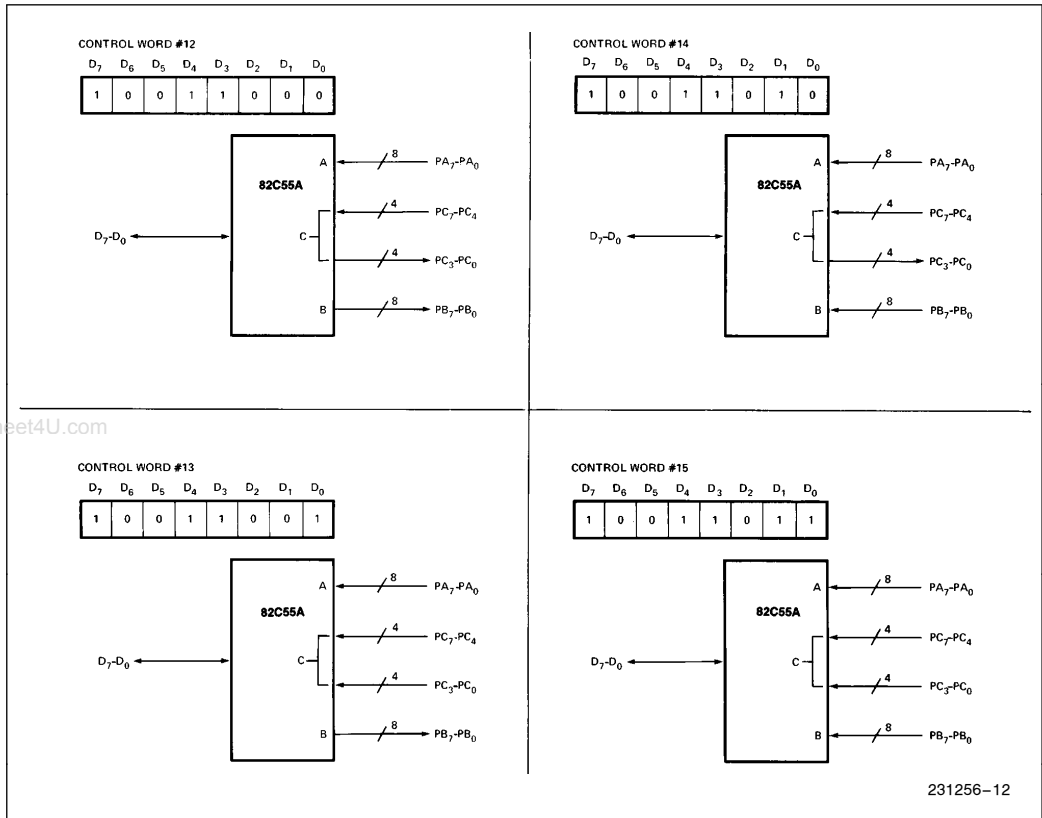 CONTROL WORD #12
D7 D6 D5 D4 D3 D2 D1 D0
1 0 0 1 1 0 0 0
82C55A
A
8
PA7-PA0
4
PC7-PC4
D7-D0
C
4
PC3-PC0
B
8
PB7-PB0
CONTROL WORD #14
D7 D6 D5 D4 D3 D2 D1 D0
1 0 0 1 1 0 1 0
82C55A
A
8
PA7-PA0
4
PC7-PC4
D7-D0
C
4
PC3-PC0
B
8
PB7-PB0
eet4U.com
CONTROL WORD #13
D7 D6 D5 D4 D3 D2 D1 D0
1 0 0 1 1 0 0 1
82C55A
A
8
PA7-PA0
4
PC7-PC4
D7-D0
C
4
PC3-PC0
B
8
PB7-PB0
CONTROL WORD #15
D7 D6 D5 D4 D3 D2 D1 D0
1 0 0 1 1 0 1 1
82C55A
A
8
PA7-PA0
4
PC7-PC4
D7-D0
C
4
PC3-PC0
B
8
PB7-PB0
231256–12